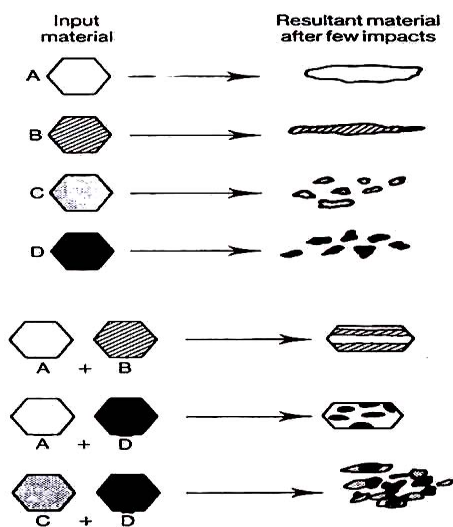 Input Resultant material
material after few impacts
A
B
C
D
A + B
A + D
C + D